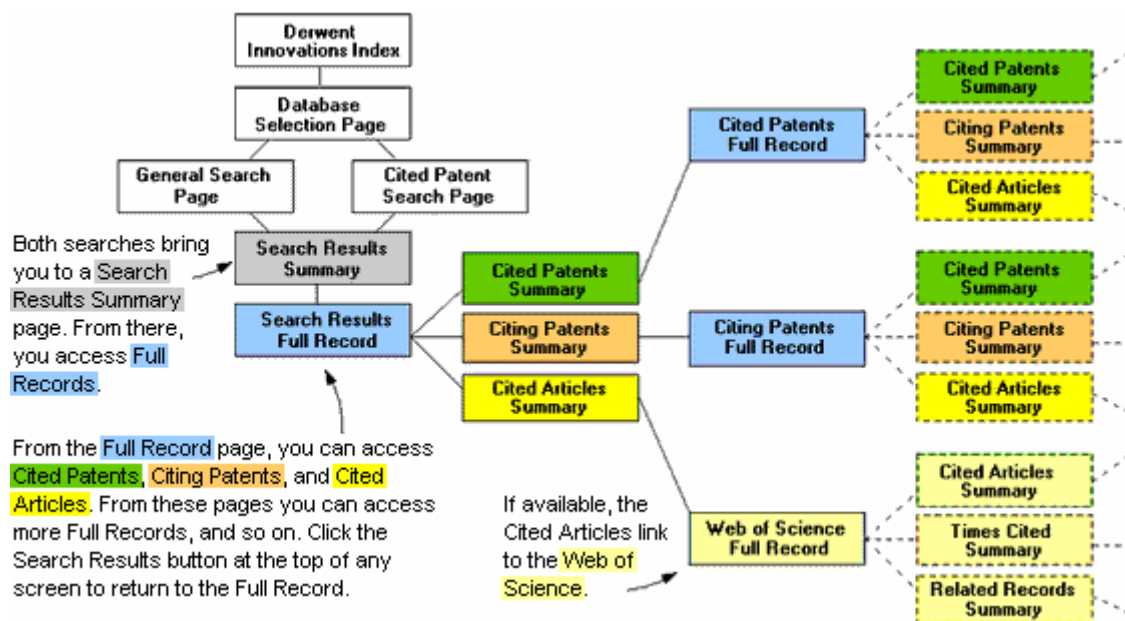 Derwent
Innovations Index
Database
Selection Page
General Search
Page
Cited Patent
Search Page
Search Results
Summary
Search Results
Full Record
Both searches bring
you to a Search
Results Summary
page. From there,
you access Full
Records.
From the Full Record page, you can access
Cited Patents, Citing Patents, and Cited
Articles. From these pages you can access
more Full Records, and so on. Click the
Search Results button at the top of any
screen to return to the Full Record.
Cited Patents
Summary
Citing Patents
Summary
Cited Articles
Summary
If available, the
Cited Articles link
to the Web of
Science.
Cited Patents
Full Record
Citing Patents
Full Record
Web of Science
Full Record
Cited Patents
Summary
Citing Patents
Summary
Cited Articles
Summary
Cited Patents
Summary
Citing Patents
Summary
Cited Articles
Summary
Cited Articles
Summary
Times Cited
Summary
Related Records
Summary